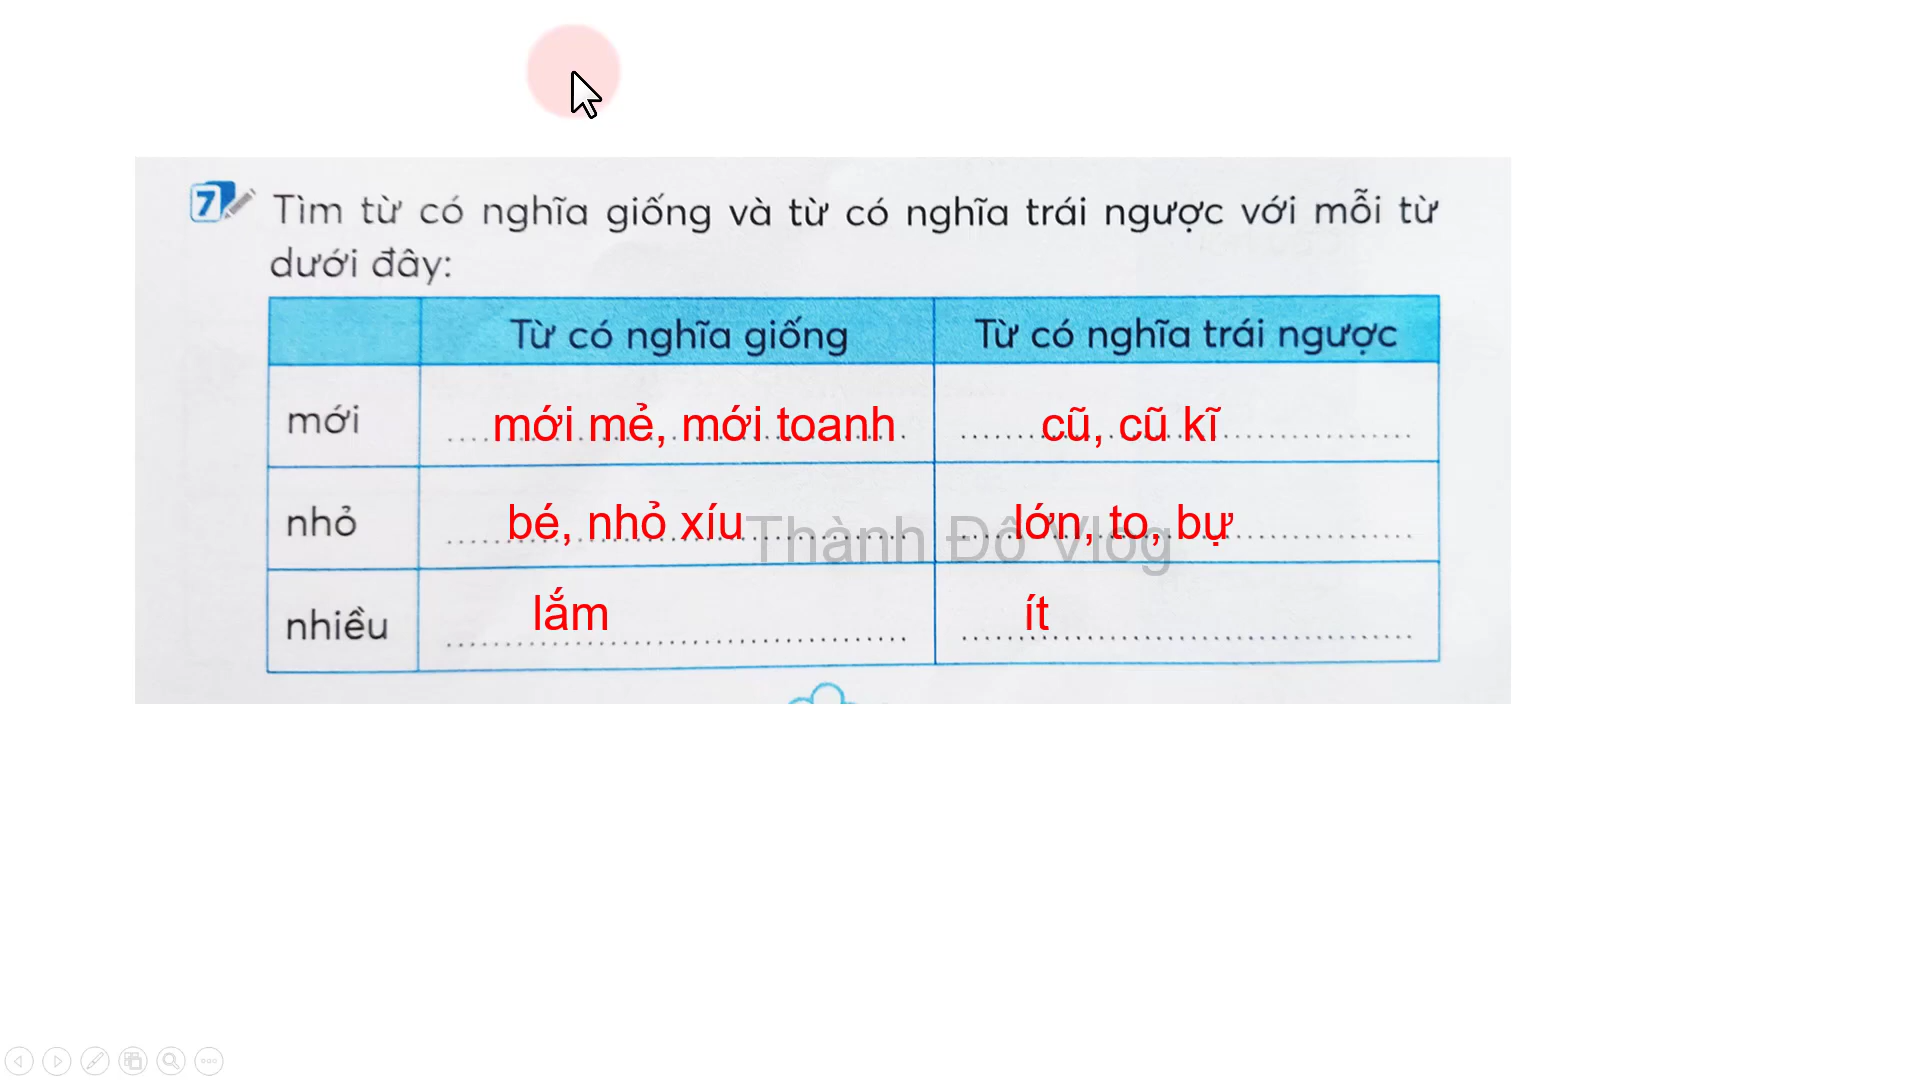 7 Tìm từ có nghĩa giống và từ có nghĩa trái ngược với mỗi từ
dưới đây:
Từ có nghĩa giống Từ có nghĩa trái ngược
mới mới mẻ, mới toanh cũ, cũ kĩ
nhỏ bé, nhỏ xíu lớn, to, bự
Thành Đô Vlog
nhiều lắm ít